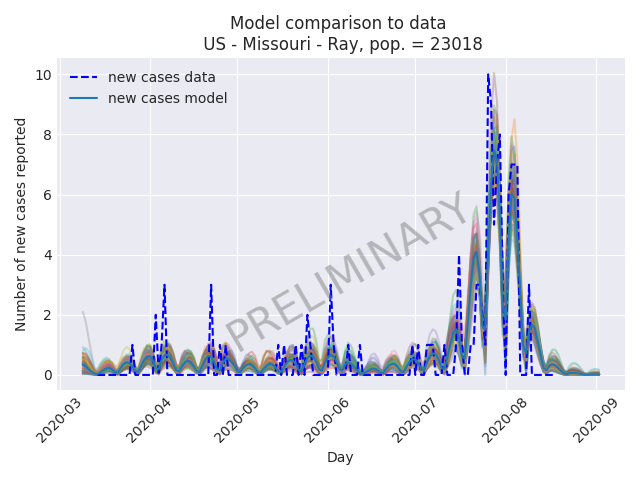 Model comparison to data
US - Missouri - Ray, pop. = 23018
new cases data
new cases model
PRELIMINARY
Number of new cases reported
10
8
6
4
2
0
2020-03
2020-04
2020-05
2020-06
2020-07
2020-08
2020-09
Day